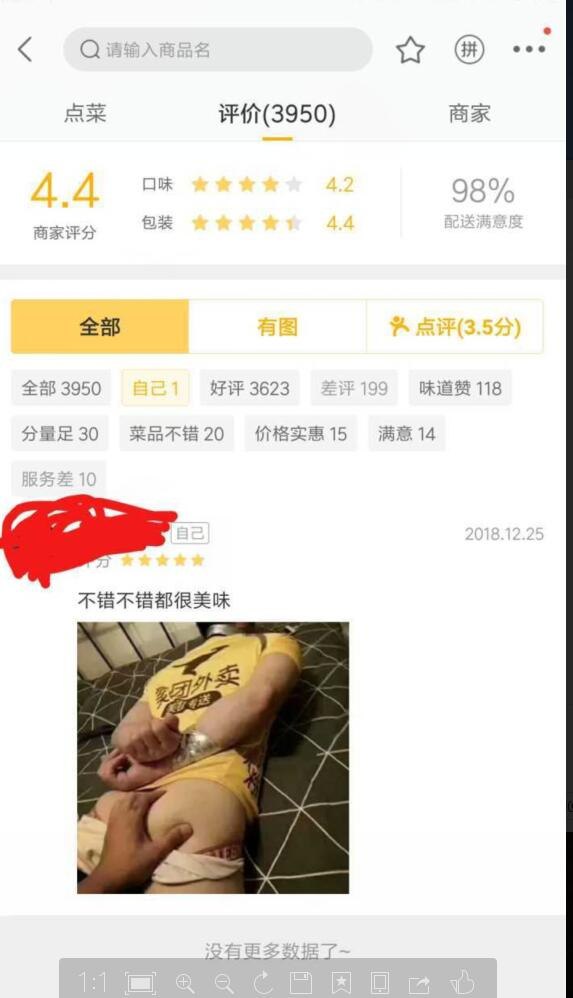 请输入商品名
拼
点菜 评价(3950) 商家
4.4 口味 4.2 98%
商家评分 包装 4.4 配送满意度
全部 有图 点评(3.5分)
全部 3950 自己 1 好评 3623 差评 199 味道赞 118
分量足 30 菜品不错 20 价格实惠 15 满意 14
服务差 10
自己 2018.12.25
分
不错不错都很美味
团外卖
送
没有更多数据了~
1:1